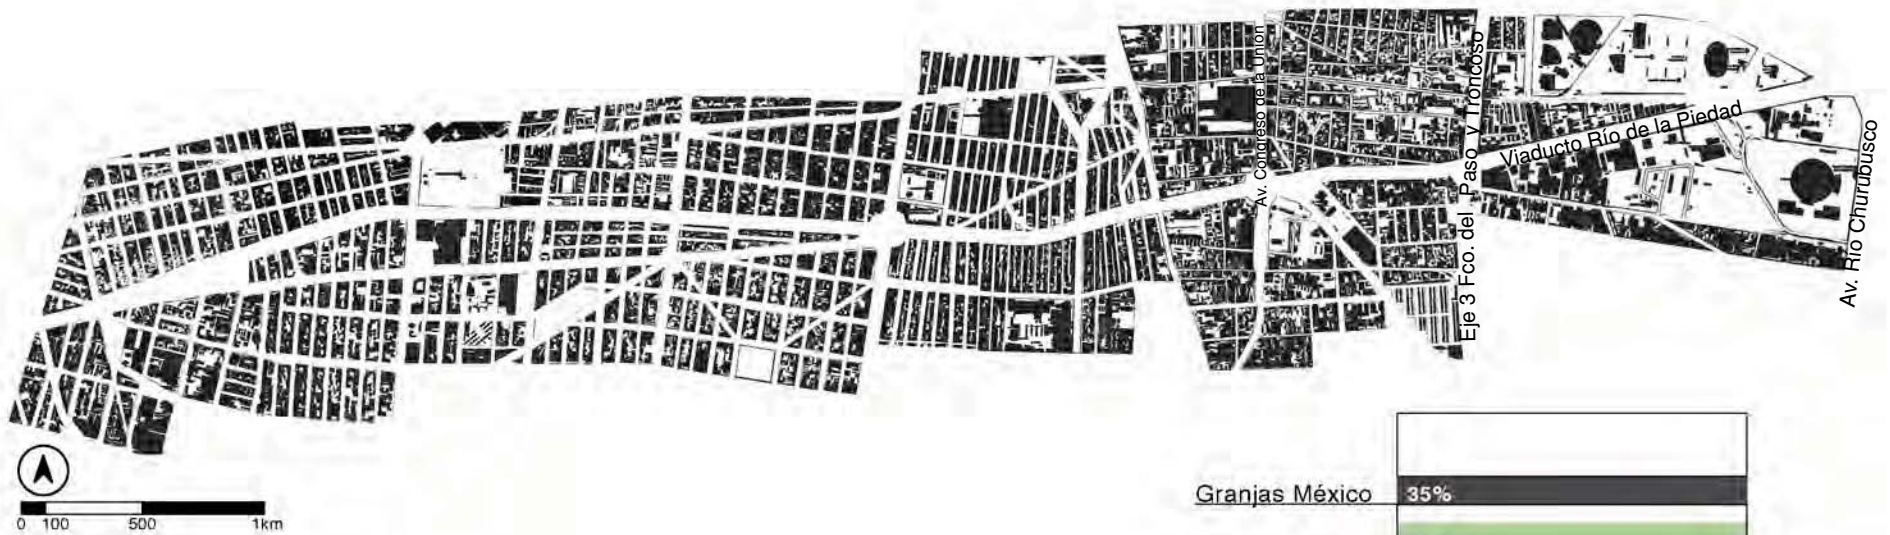 Av. Congreso de la Unión
Eje 3 Fco. del Paso y Troncoso
Viaducto Río de la Piedad
Av. Río Churubusco
Granjas México
35%
0 100 500 1km